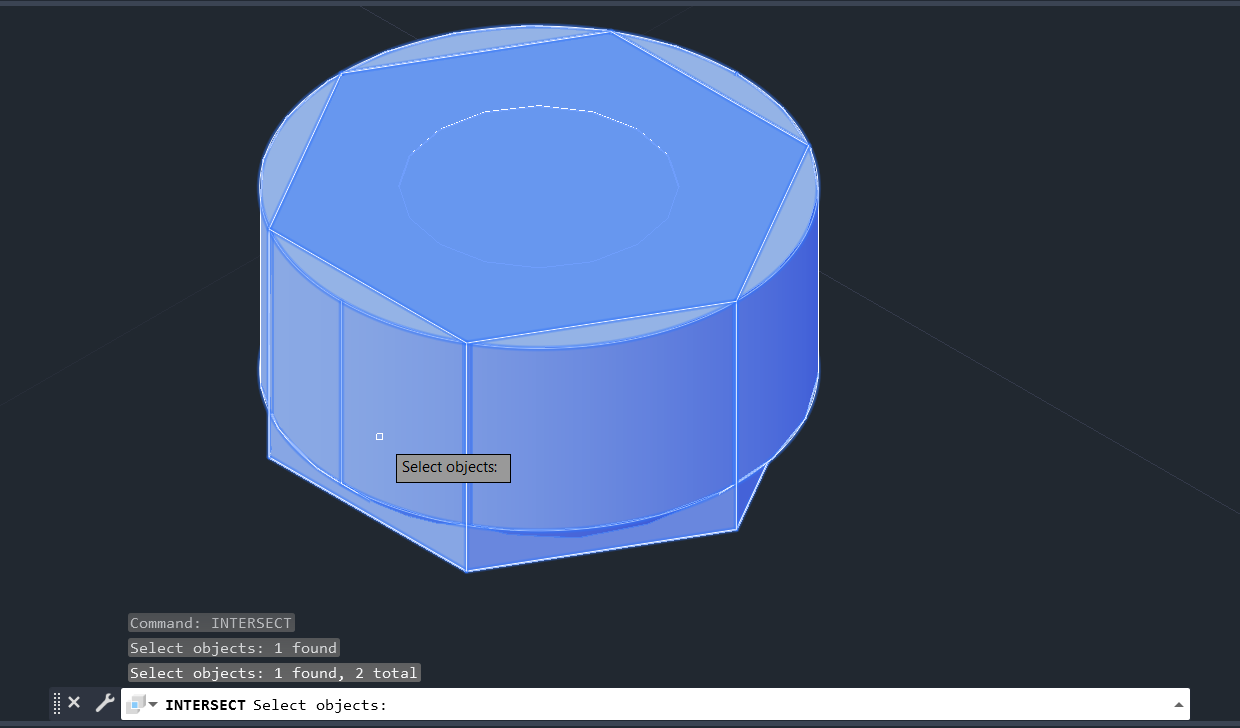 Select objects:
Command: INTERSECT
Select objects: 1 found
Select objects: 1 found, 2 total
INTERSECT Select objects: